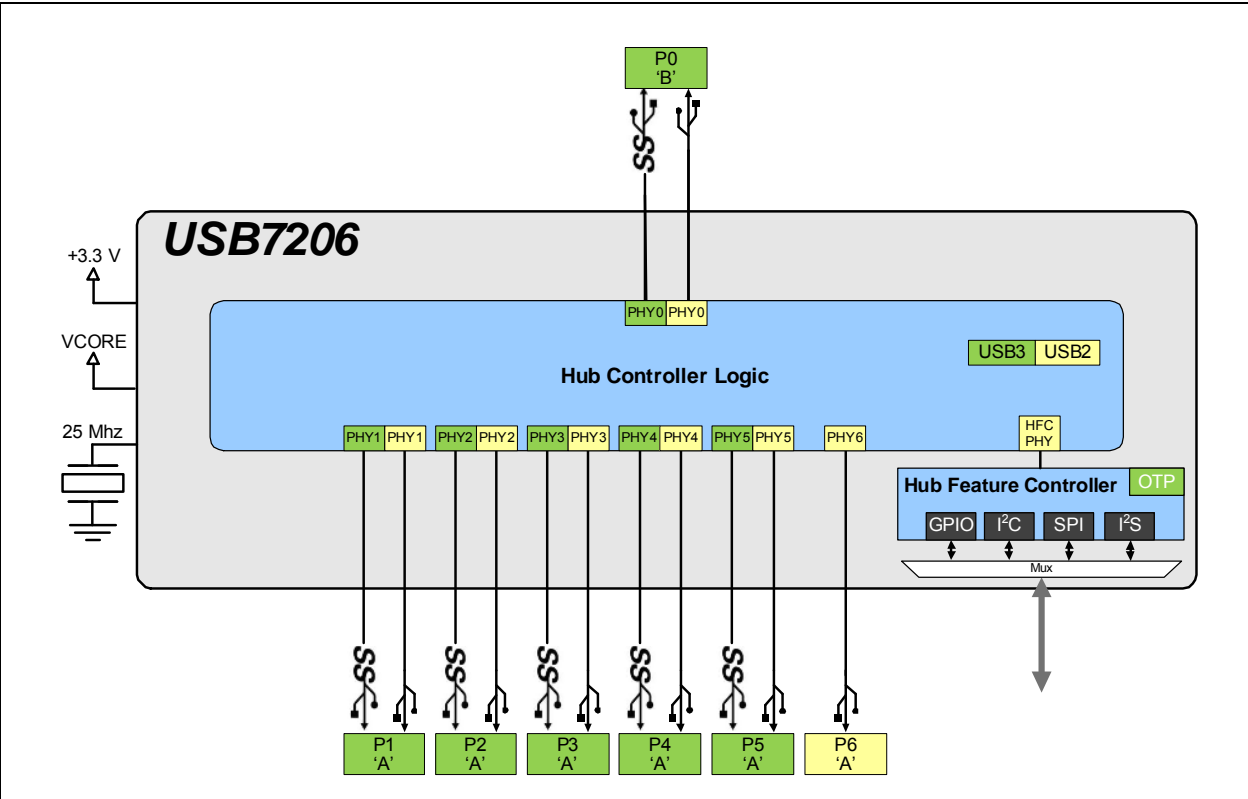 P0
‘B’
SS
USB7206
+3.3 V
PHY0 PHY0
VCORE
USB3 USB2
Hub Controller Logic
25 Mhz
PHY1 PHY1 PHY2 PHY2 PHY3 PHY3 PHY4 PHY4 PHY5 PHY5 PHY6
HFC
PHY
Hub Feature Controller OTP
GPIO I²C SPI I²S
Mux
SS SS SS SS SS
P1 P2 P3 P4 P5 P6
‘A’ ‘A’ ‘A’ ‘A’ ‘A’ ‘A’